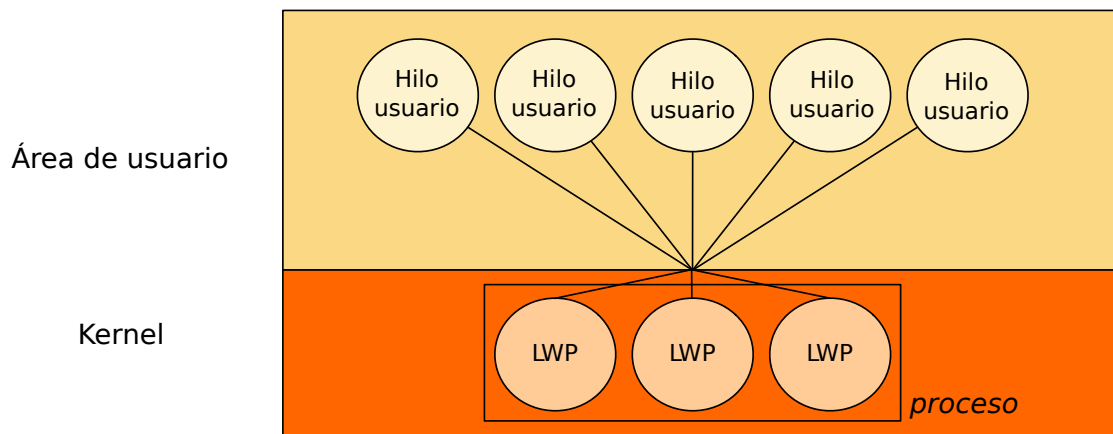 Hilo
usuario
Hilo
usuario
Hilo
usuario
Hilo
usuario
Hilo
usuario
Área de usuario
Kernel
LWP
LWP
LWP
proceso